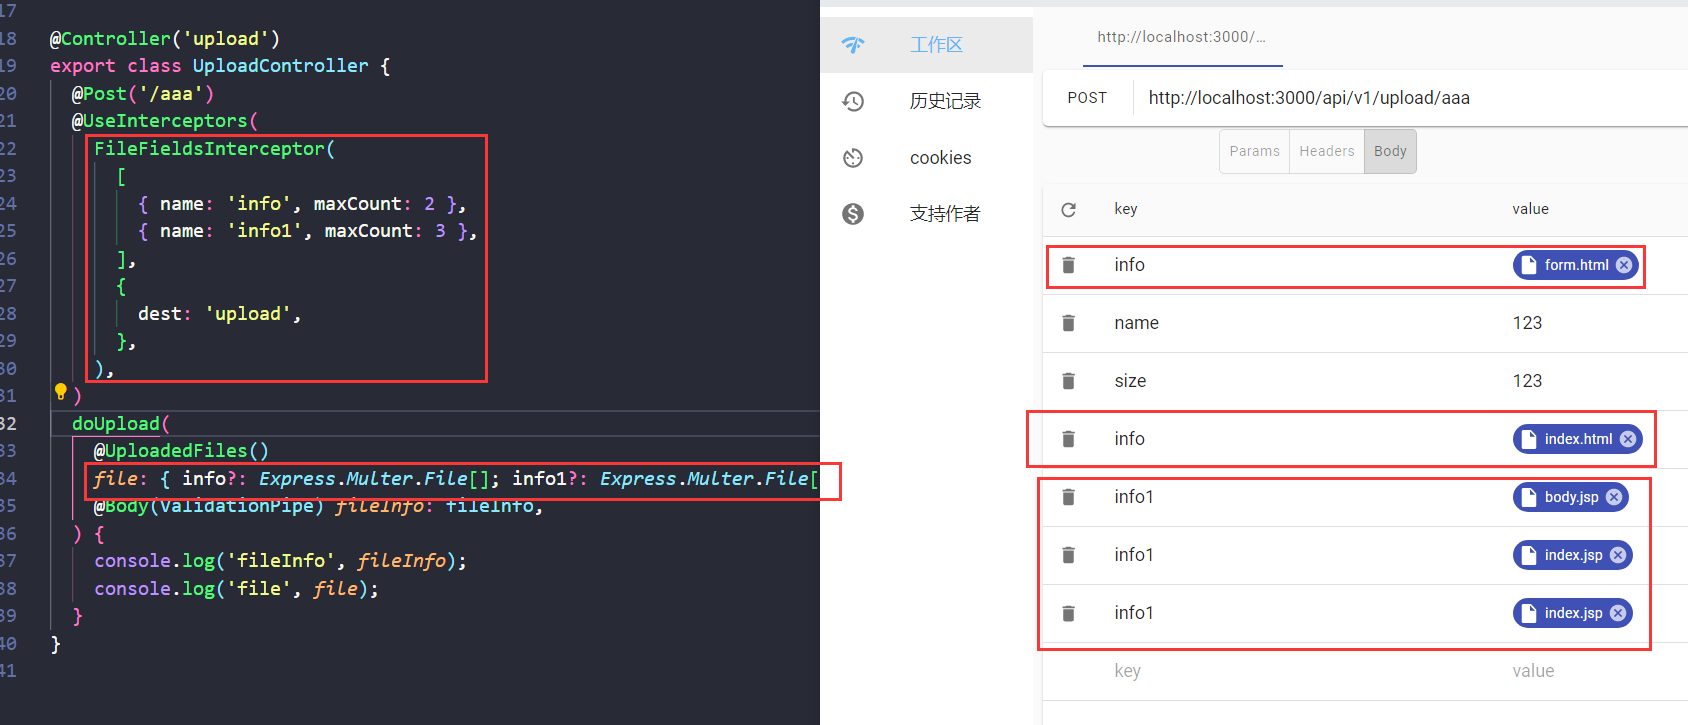 17
18 @Controller('upload')
19 export class UploadController {
20 @Post('/aaa')
21 @UseInterceptors(
22 FileFieldsInterceptor(
23 [
24 { name: 'info', maxCount: 2 },
25 { name: 'info1', maxCount: 3 },
26 ],
27 {
28 dest: 'upload',
29 },
30 ),
31 )
32 doUpload(
33 @UploadedFiles()
34 file: { info?: Express.Multer.File[]; info1?: Express.Multer.File[
35 @Body(ValidationPipe) fileInfo: fileInfo,
36 ) {
37 console.log('fileInfo', fileInfo);
38 console.log('file', file);
39 }
40 }
41
工作区
历史记录
cookies
支持作者
http://localhost:3000/…
POST http://localhost:3000/api/v1/upload/aaa
Params Headers Body
key value
info form.html
name 123
size 123
info index.html
info1 body.jsp
info1 index.jsp
info1 index.jsp
key value